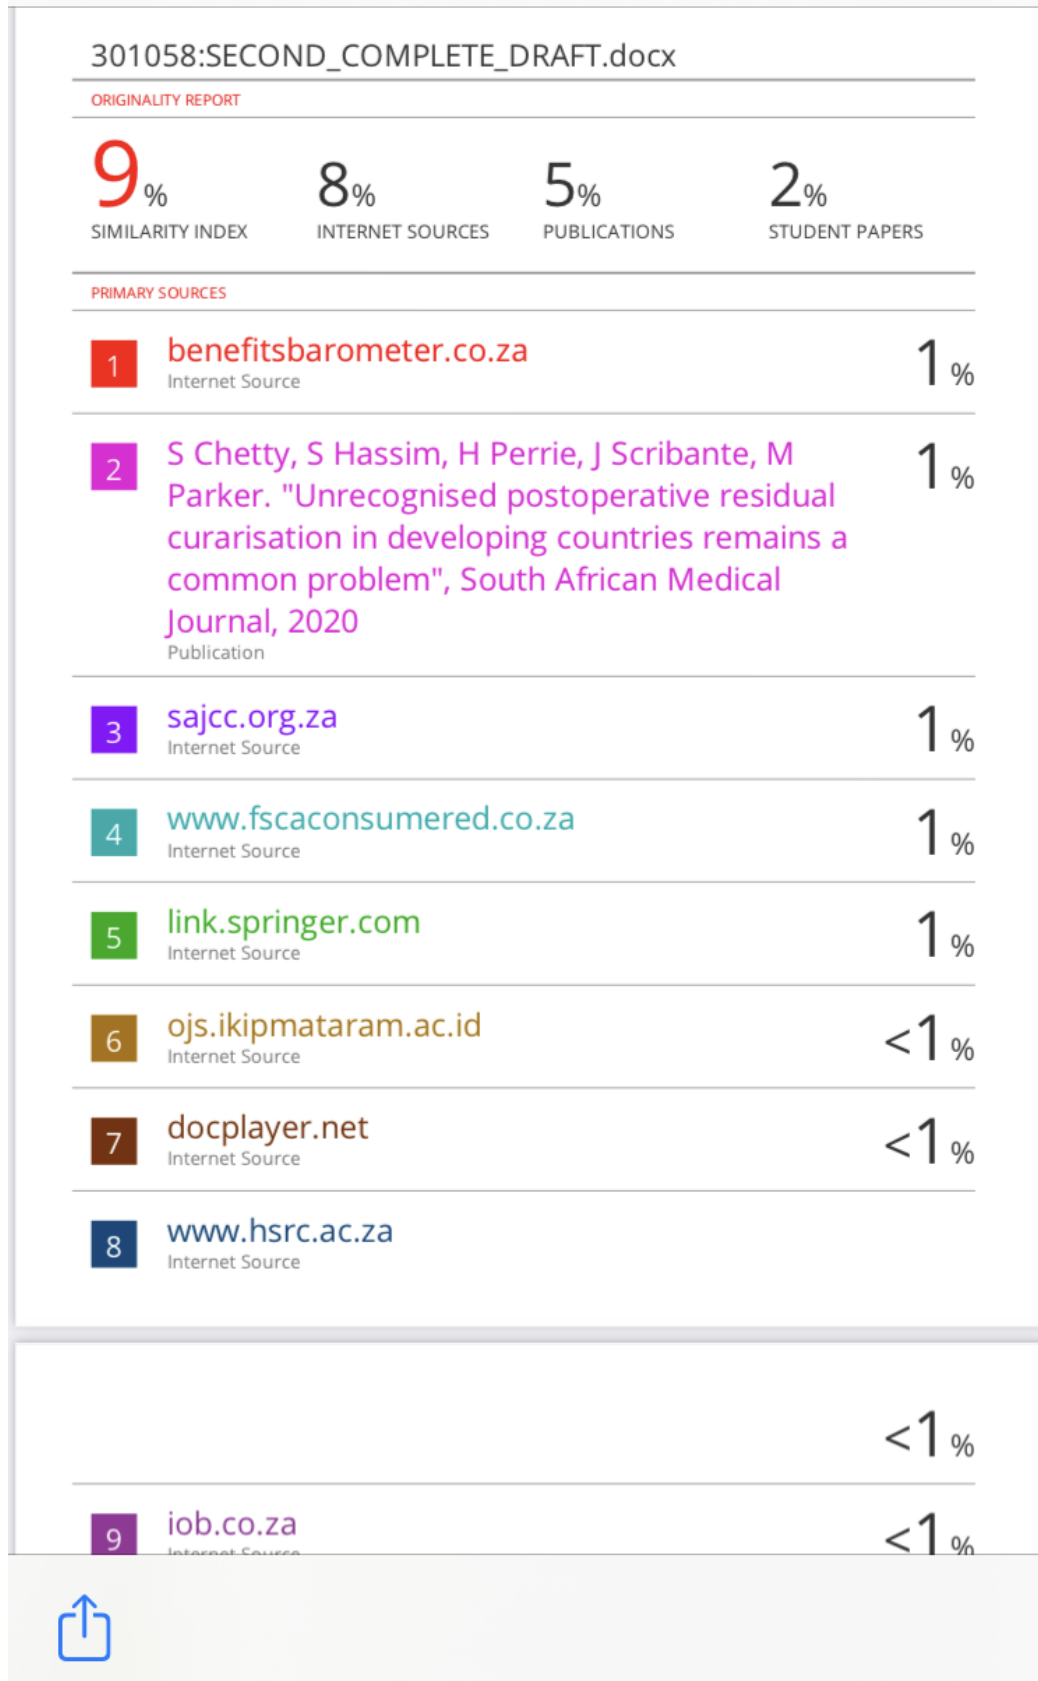 301058:SECOND_COMPLETE_DRAFT.docx
ORIGINALITY REPORT
9% 8% 5% 2%
SIMILARITY INDEX INTERNET SOURCES PUBLICATIONS STUDENT PAPERS
PRIMARY SOURCES
1 benefitsbarometer.co.za 1%
Internet Source
2 S Chetty, S Hassim, H Perrie, J Scribante, M 1%
Parker. "Unrecognised postoperative residual
curarisation in developing countries remains a
common problem", South African Medical
Journal, 2020
Publication
3 sajcc.org.za 1%
Internet Source
4 www.fscaconsumered.co.za 1%
Internet Source
5 link.springer.com 1%
Internet Source
6 ojs.ikipmataram.ac.id <1%
Internet Source
7 docplayer.net <1%
Internet Source
8 www.hsrc.ac.za
Internet Source
<1%
9 iob.co.za <1%
Internet Source